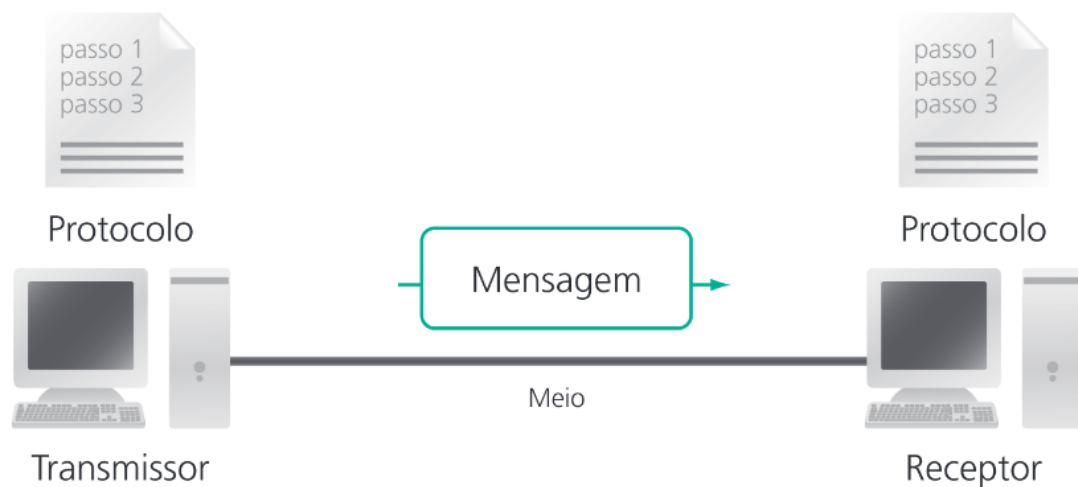 passo 1
passo 2
passo 3
Protocolo
passo 1
passo 2
passo 3
Protocolo
Mensagem
Meio
Transmissor
Receptor